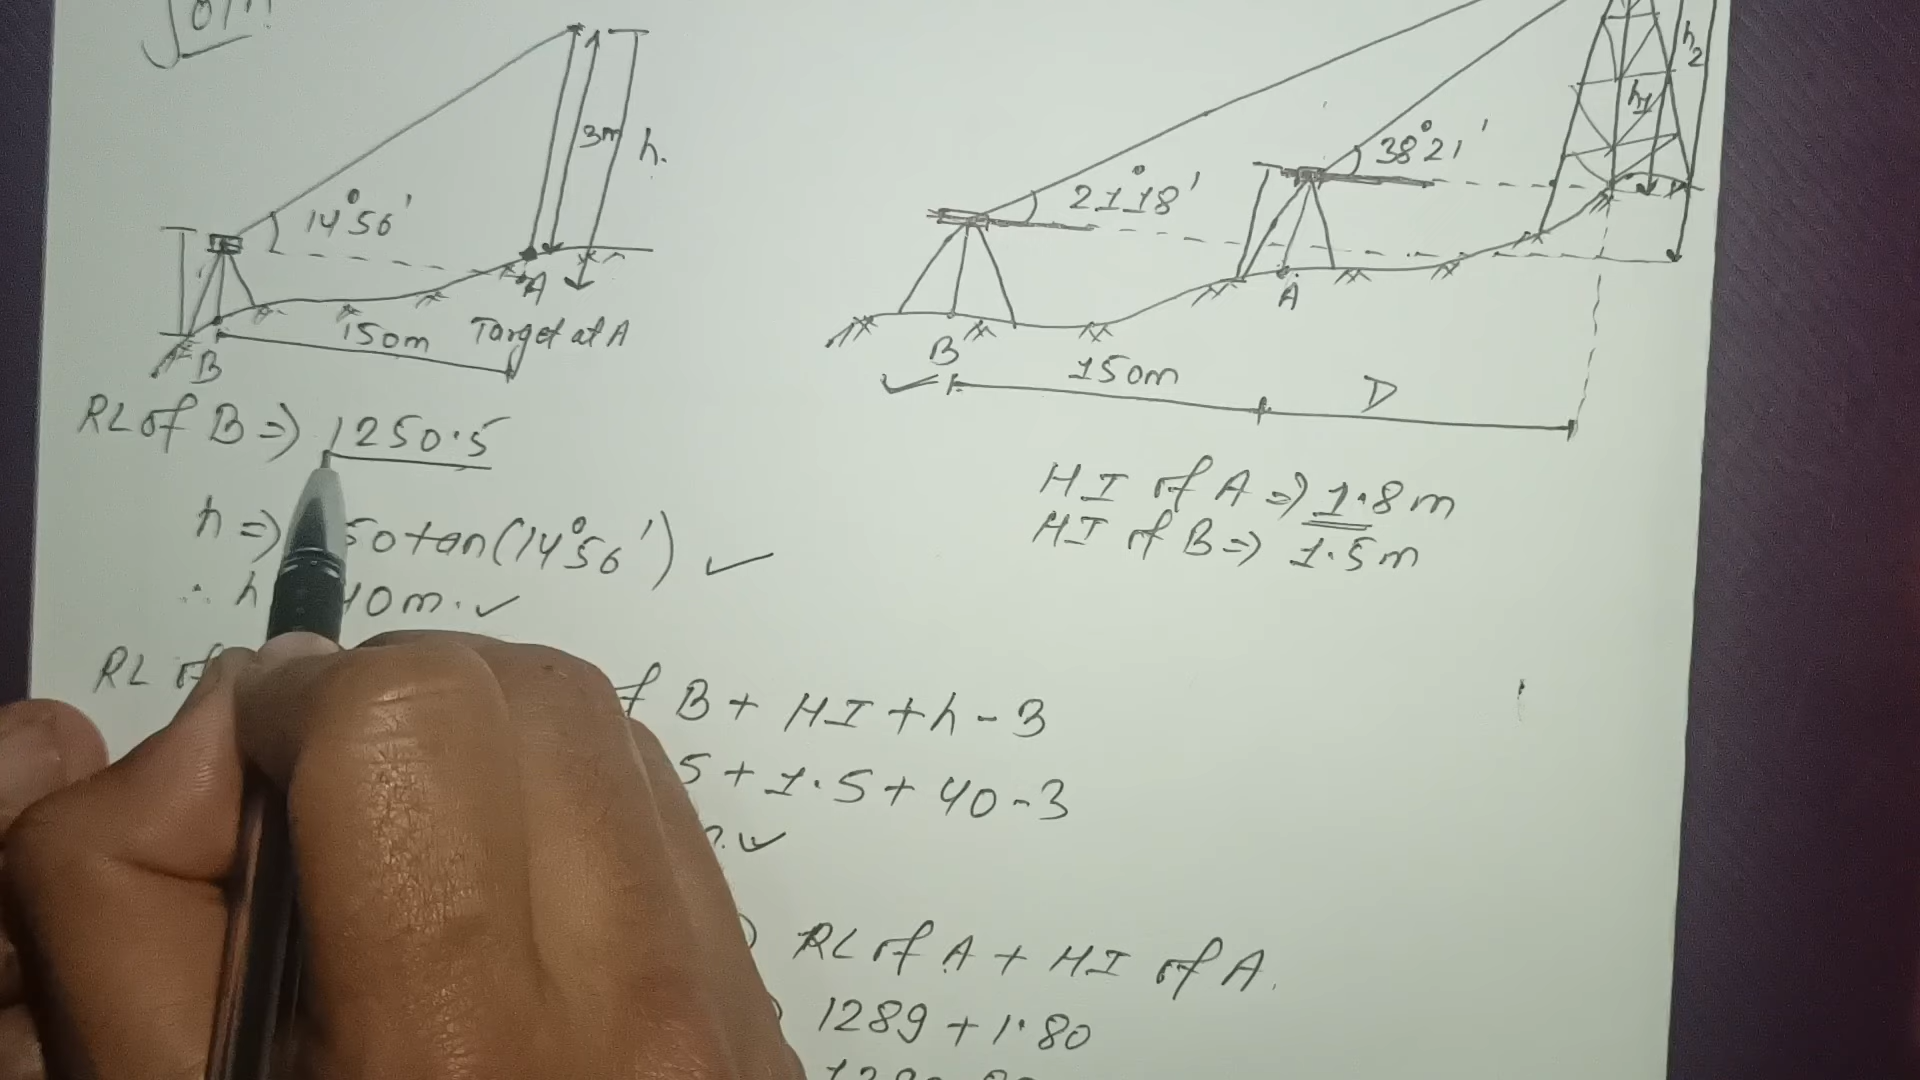 3m
h.
14°56'
A
150m
Target at A
B
RL of B => 1250.5
h => 50tan(14°56')
∴ h 40m.
RL of B + HI + h - 3
5 + 1.5 + 40 - 3
RL of A + HI of A.
1289 + 1.80
h2
h1
38°21'
21°18'
A
B
150m
D
HI of A => 1.8m
HI of B => 1.5m